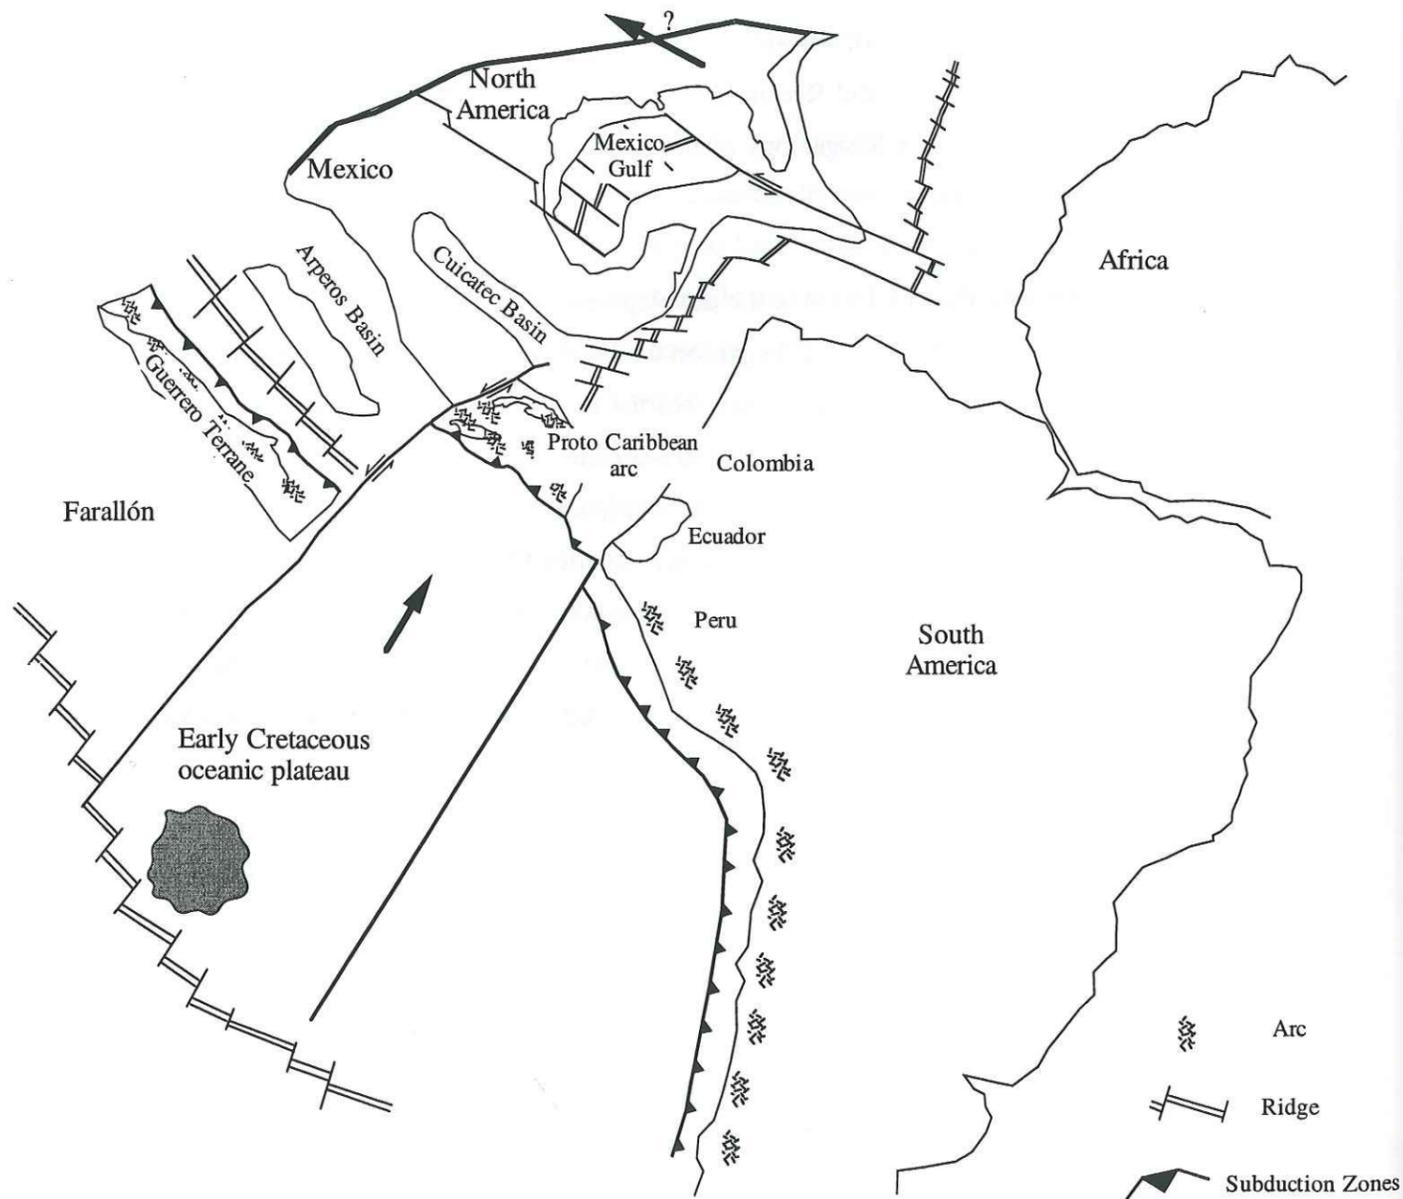 ?
North
America
Mexico
Gulf
Mexico
Africa
Arperos Basin
Cuicatec Basin
Guerrero Terrane
Proto Caribbean
arc
Colombia
Farallón
Ecuador
Peru
South
America
Early Cretaceous
oceanic plateau
Arc
Ridge
Subduction Zones